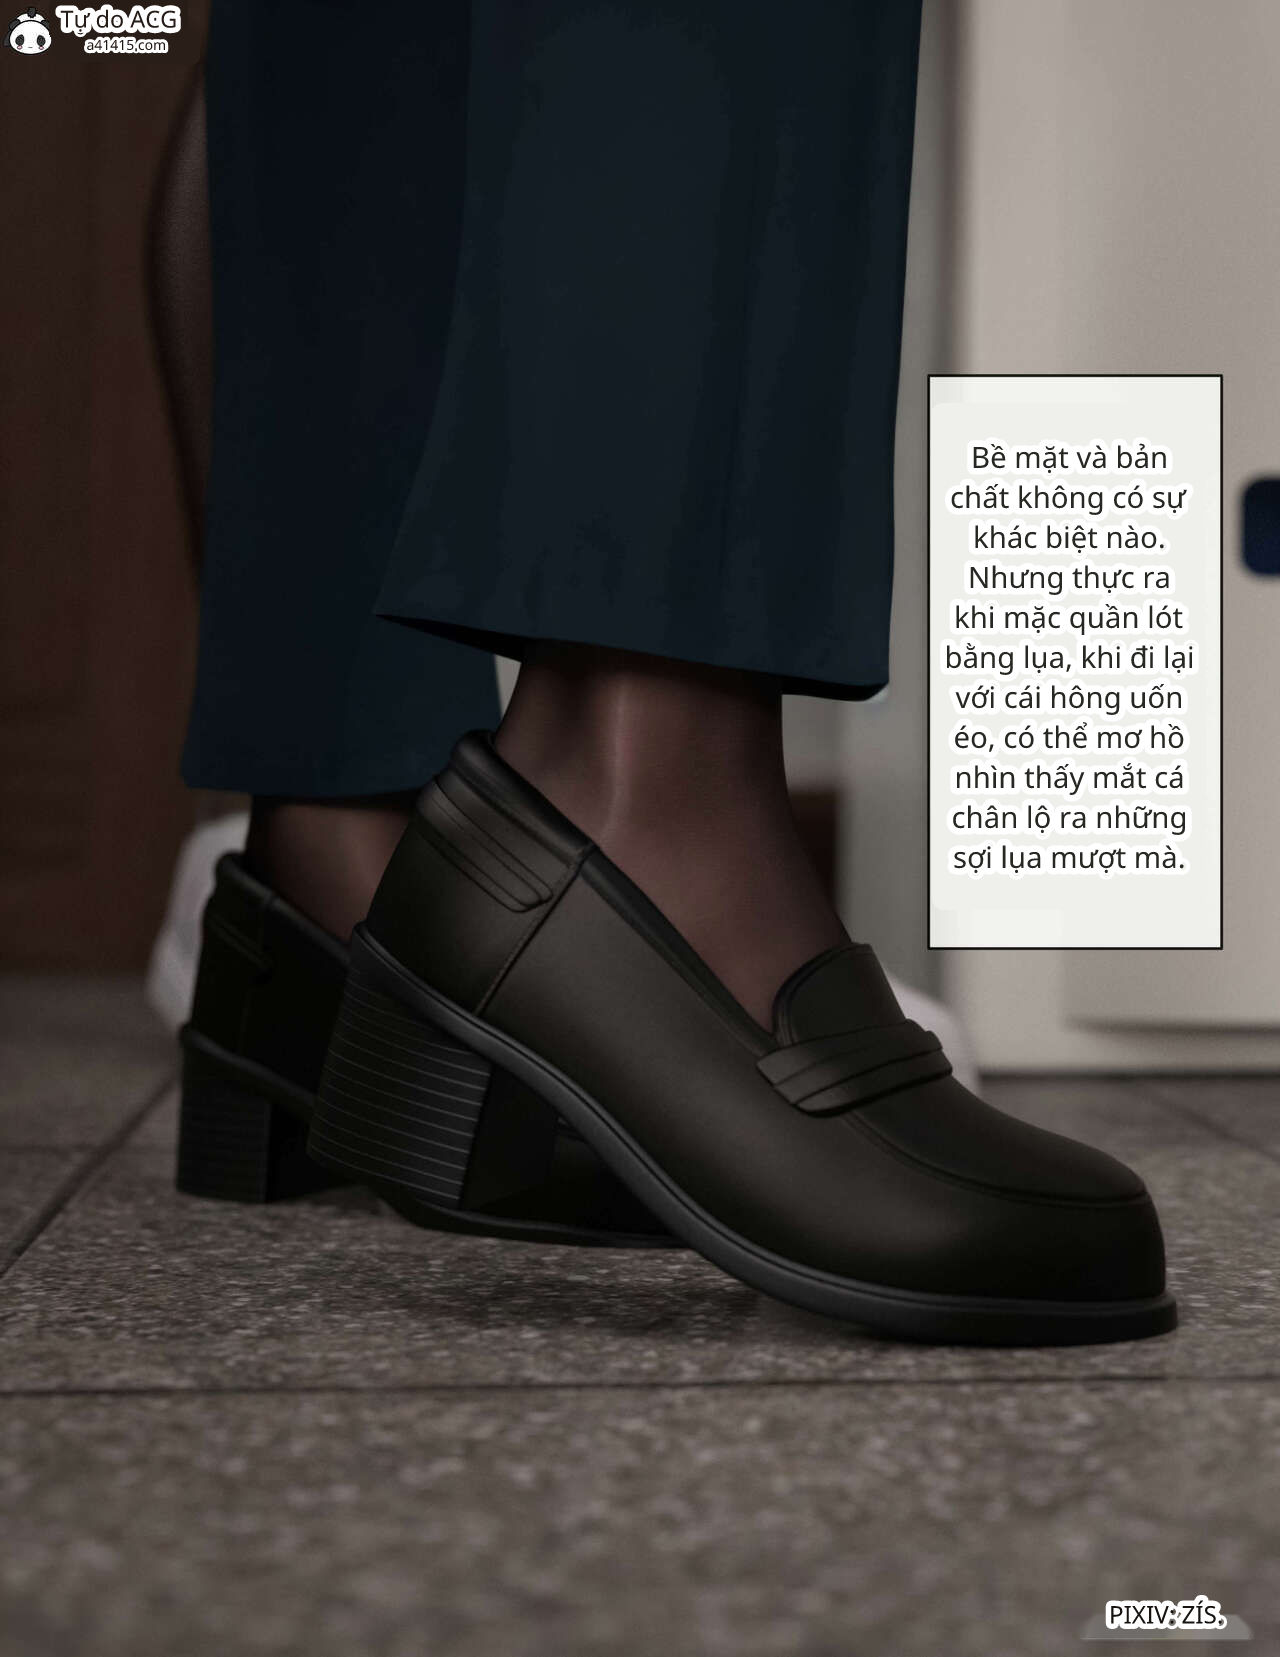 Tự do ACG
a41415.com
Bề mặt và bản
chất không có sự
khác biệt nào.
Nhưng thực ra
khi mặc quần lót
bằng lụa, khi đi lại
với cái hông uốn
éo, có thể mơ hồ
nhìn thấy mắt cá
chân lộ ra những
sợi lụa mượt mà.
PIXIV: ZÍS.